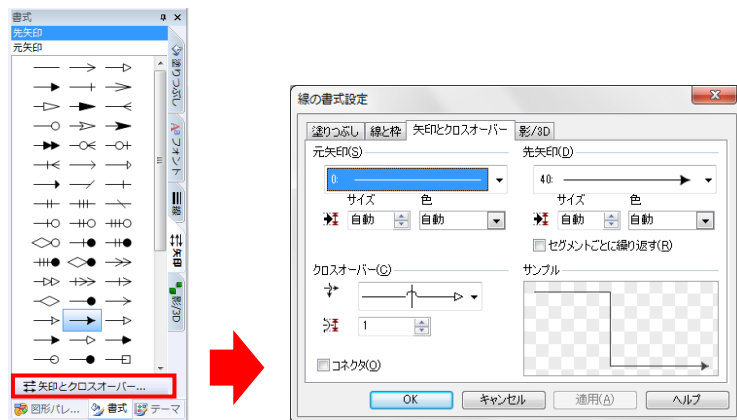 書式
先矢印
元矢印
塗りつぶし
フォント
線
矢印
影/3D
矢印とクロスオーバー...
図形パレ...
書式
テーマ
線の書式設定
塗りつぶし
線と枠
矢印とクロスオーバー
影/3D
元矢印(S)
0:
サイズ
色
自動
自動
先矢印(D)
40:
サイズ
色
自動
自動
セグメントごとに繰り返す(R)
クロスオーバー(C)
1
コネクタ(O)
サンプル
OK
キャンセル
適用(A)
ヘルプ